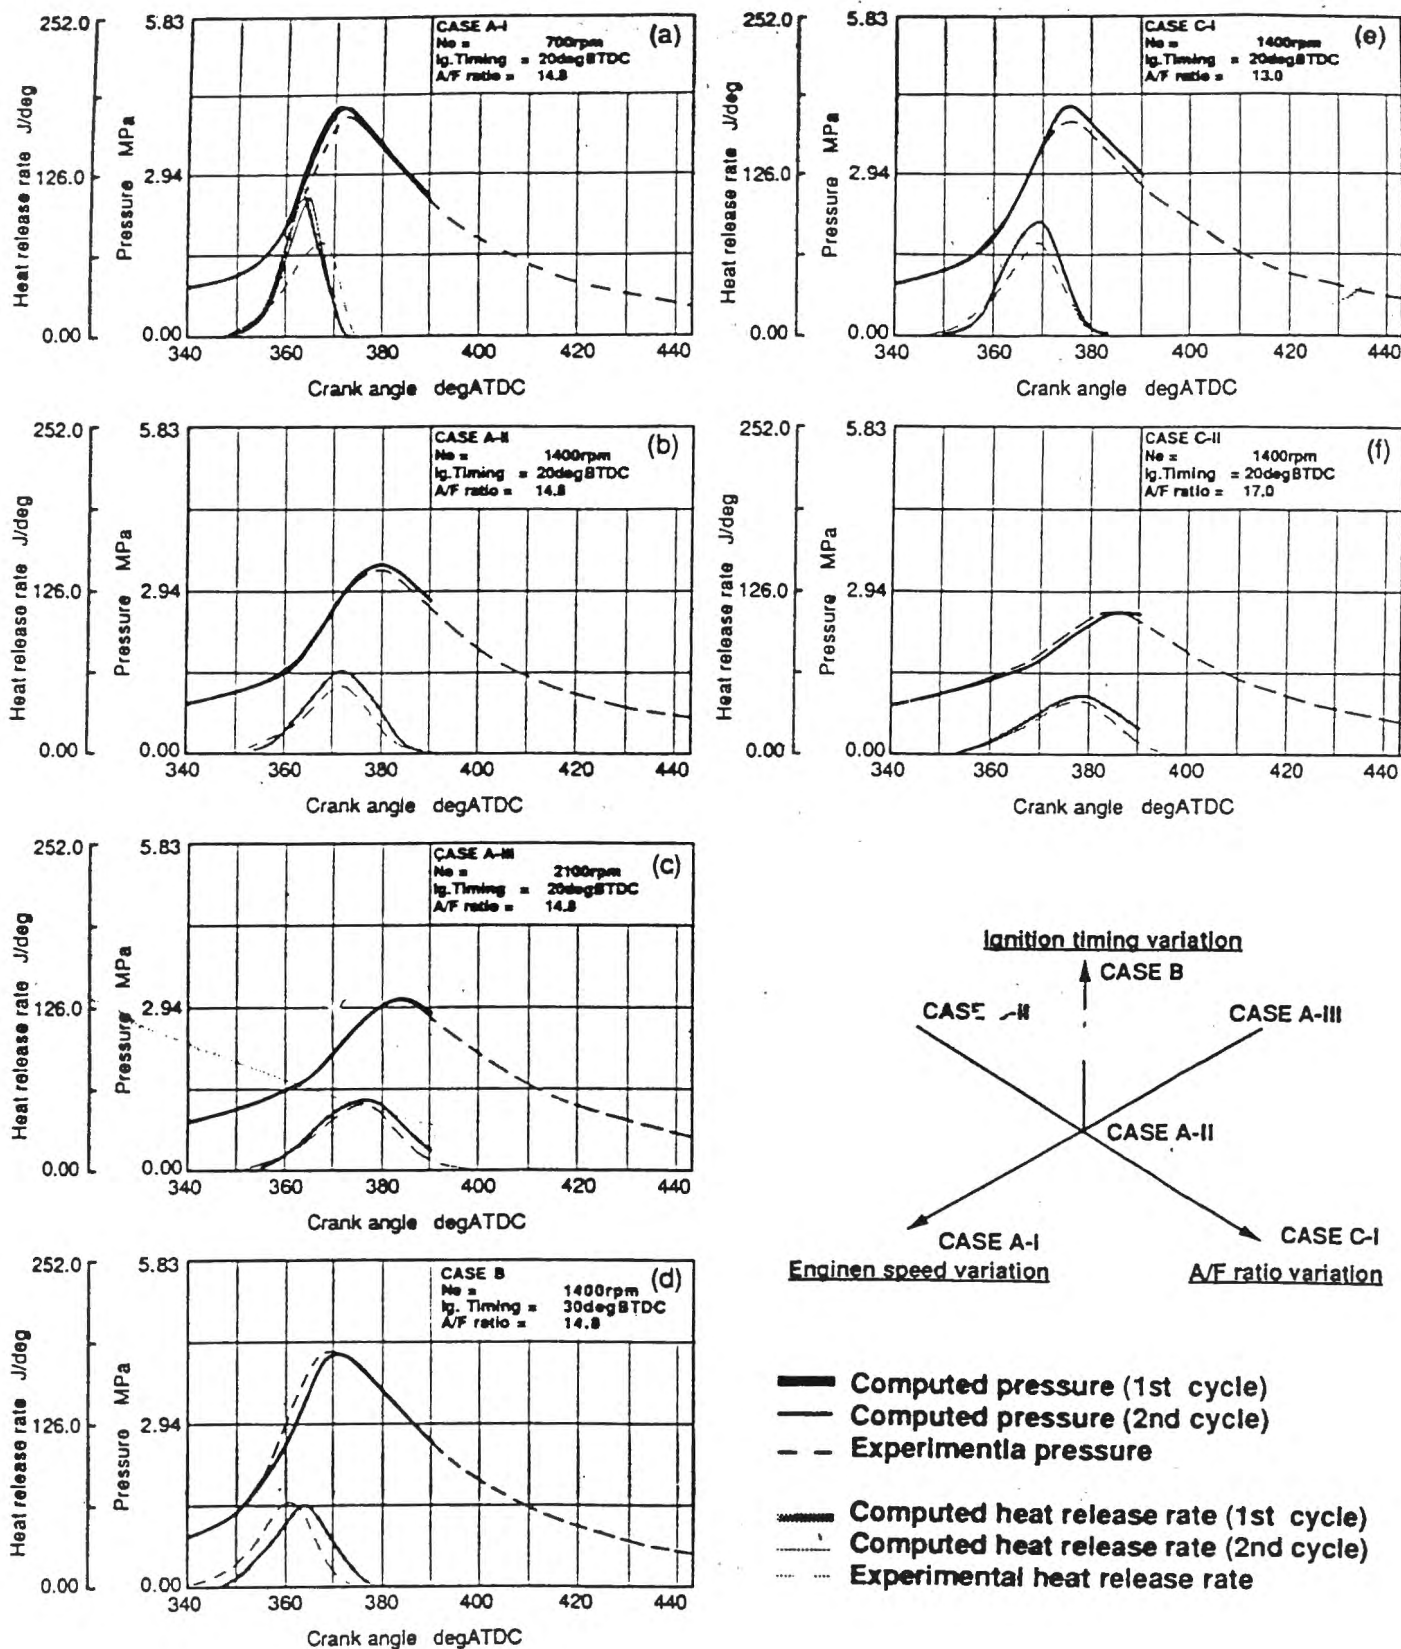 252.0
126.0
0.00
Heat release rate J/deg
5.83
2.94
0.00
Pressure MPa
CASE A-I
Ne = 700rpm
Ig.Timing = 20degBTDC
A/F ratio = 14.8
(a)
340 360 380 400 420 440
Crank angle degATDC
252.0
126.0
0.00
Heat release rate J/deg
5.83
2.94
0.00
Pressure MPa
CASE A-II
Ne = 1400rpm
Ig.Timing = 20degBTDC
A/F ratio = 14.8
(b)
340 360 380 400 420 440
Crank angle degATDC
252.0
126.0
0.00
Heat release rate J/deg
5.83
2.94
0.00
Pressure MPa
CASE A-III
Ne = 2100rpm
Ig.Timing = 20degBTDC
A/F ratio = 14.8
(c)
340 360 380 400 420 440
Crank angle degATDC
252.0
126.0
0.00
Heat release rate J/deg
5.83
2.94
0.00
Pressure MPa
CASE B
Ne = 1400rpm
Ig. Timing = 30degBTDC
A/F ratio = 14.8
(d)
340 360 380 400 420 440
Crank angle degATDC
252.0
126.0
0.00
Heat release rate J/deg
5.83
2.94
0.00
Pressure MPa
CASE C-I
Ne = 1400rpm
Ig.Timing = 20degBTDC
A/F ratio = 13.0
(e)
340 360 380 400 420 440
Crank angle degATDC
252.0
126.0
0.00
Heat release rate J/deg
5.83
2.94
0.00
Pressure MPa
CASE C-II
Ne = 1400rpm
Ig.Timing = 20degBTDC
A/F ratio = 17.0
(f)
340 360 380 400 420 440
Crank angle degATDC
Ignition timing variation
CASE B
CASE
CASE A-III
CASE A-II
CASE A-I
CASE C-I
Enginen speed variation
A/F ratio variation
Computed pressure (1st cycle)
Computed pressure (2nd cycle)
Experimentla pressure
Computed heat release rate (1st cycle)
Computed heat release rate (2nd cycle)
Experimental heat release rate